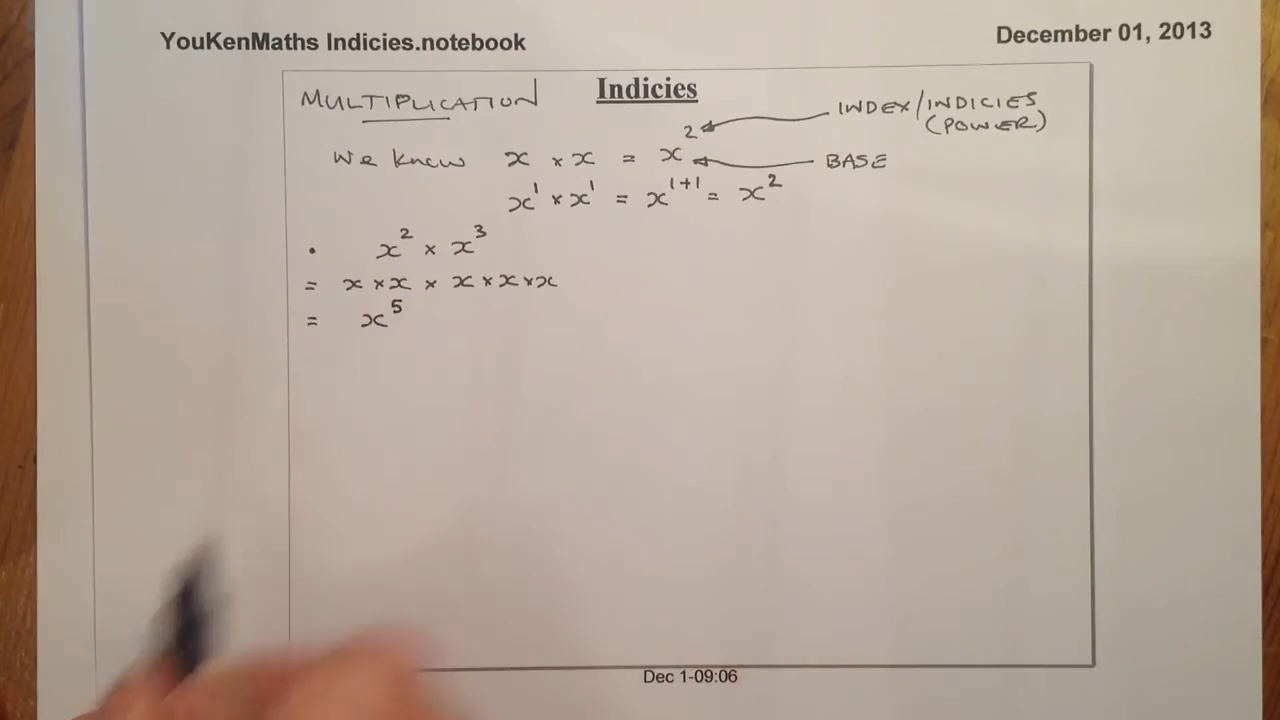 YouKenMaths Indicies.notebook
December 01, 2013
Indicies
MULTIPLICATION
INDEX/INDICIES
(POWER)
We know x × x = x²
BASE
x¹ × x¹ = x¹⁺¹ = x²
• x² × x³
= x × x × x × x × x
= x⁵
Dec 1-09:06